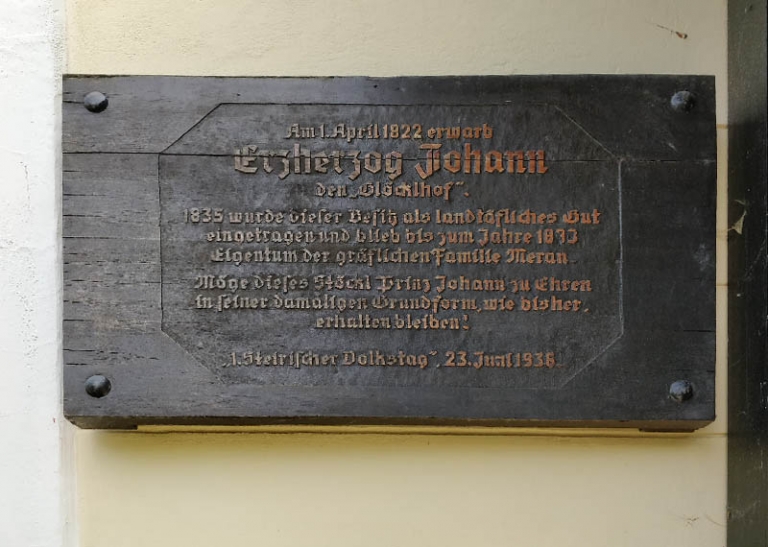 Am 1. April 1822 erwarb
Erzherzog Johann
den „Glöcklhof“.
1835 wurde dieser Besitz als landtäfliches Gut
eingetragen und blieb bis zum Jahre
Eigentum der gräflichen Familie Meran.
Möge dieses Stöckl Prinz Johann zu Ehren
in seiner damaligen Grundform, wie bisher,
erhalten bleiben!
„1. Steirischer Volkstag“, 23. Juni